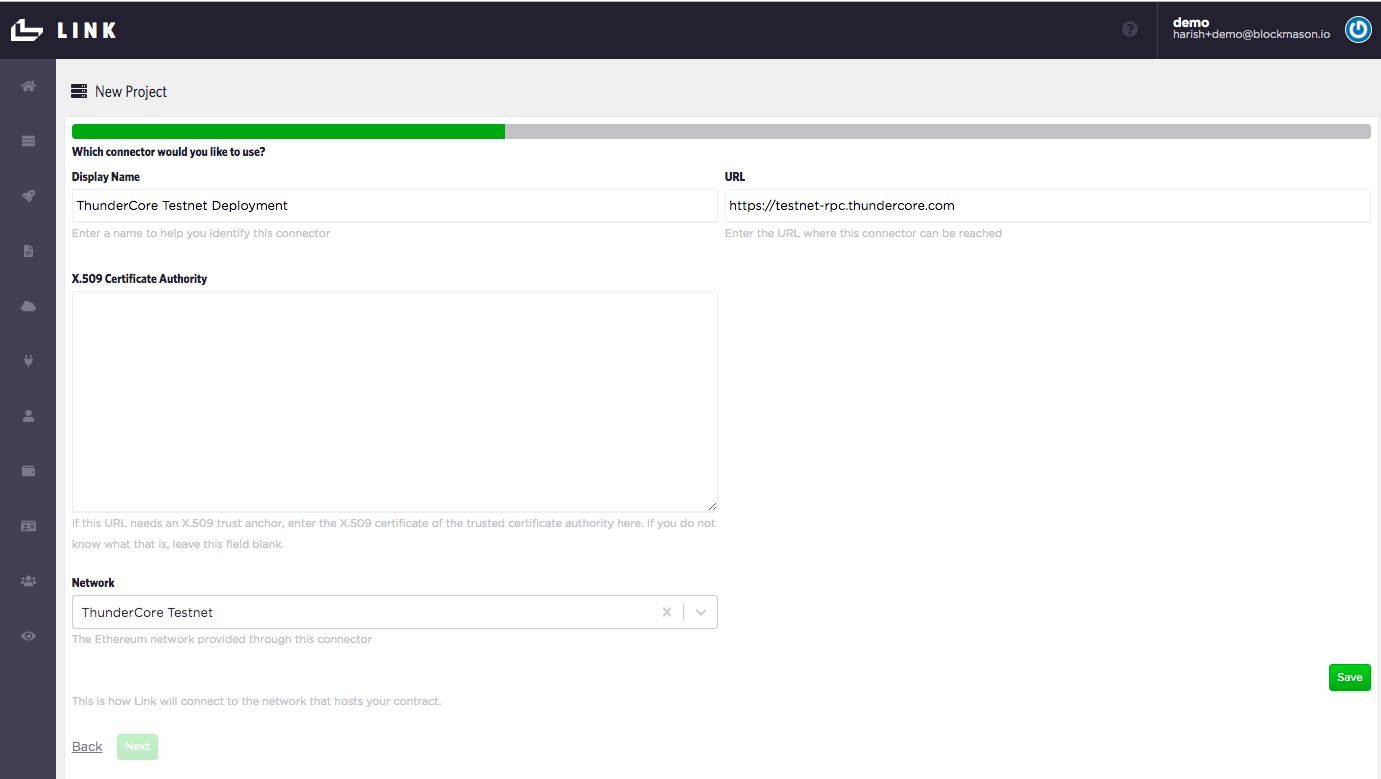 LINK
demo
harish+demo@blockmason.io
New Project
Which connector would you like to use?
Display Name
URL
ThunderCore Testnet Deployment
https://testnet-rpc.thundercore.com
Enter a name to help you identify this connector
Enter the URL where this connector can be reached
X.509 Certificate Authority
If this URL needs an X.509 trust anchor, enter the X.509 certificate of the trusted certificate authority here. If you do not
know what that is, leave this field blank.
Network
ThunderCore Testnet
The Ethereum network provided through this connector
Save
This is how Link will connect to the network that hosts your contract.
Back
Next